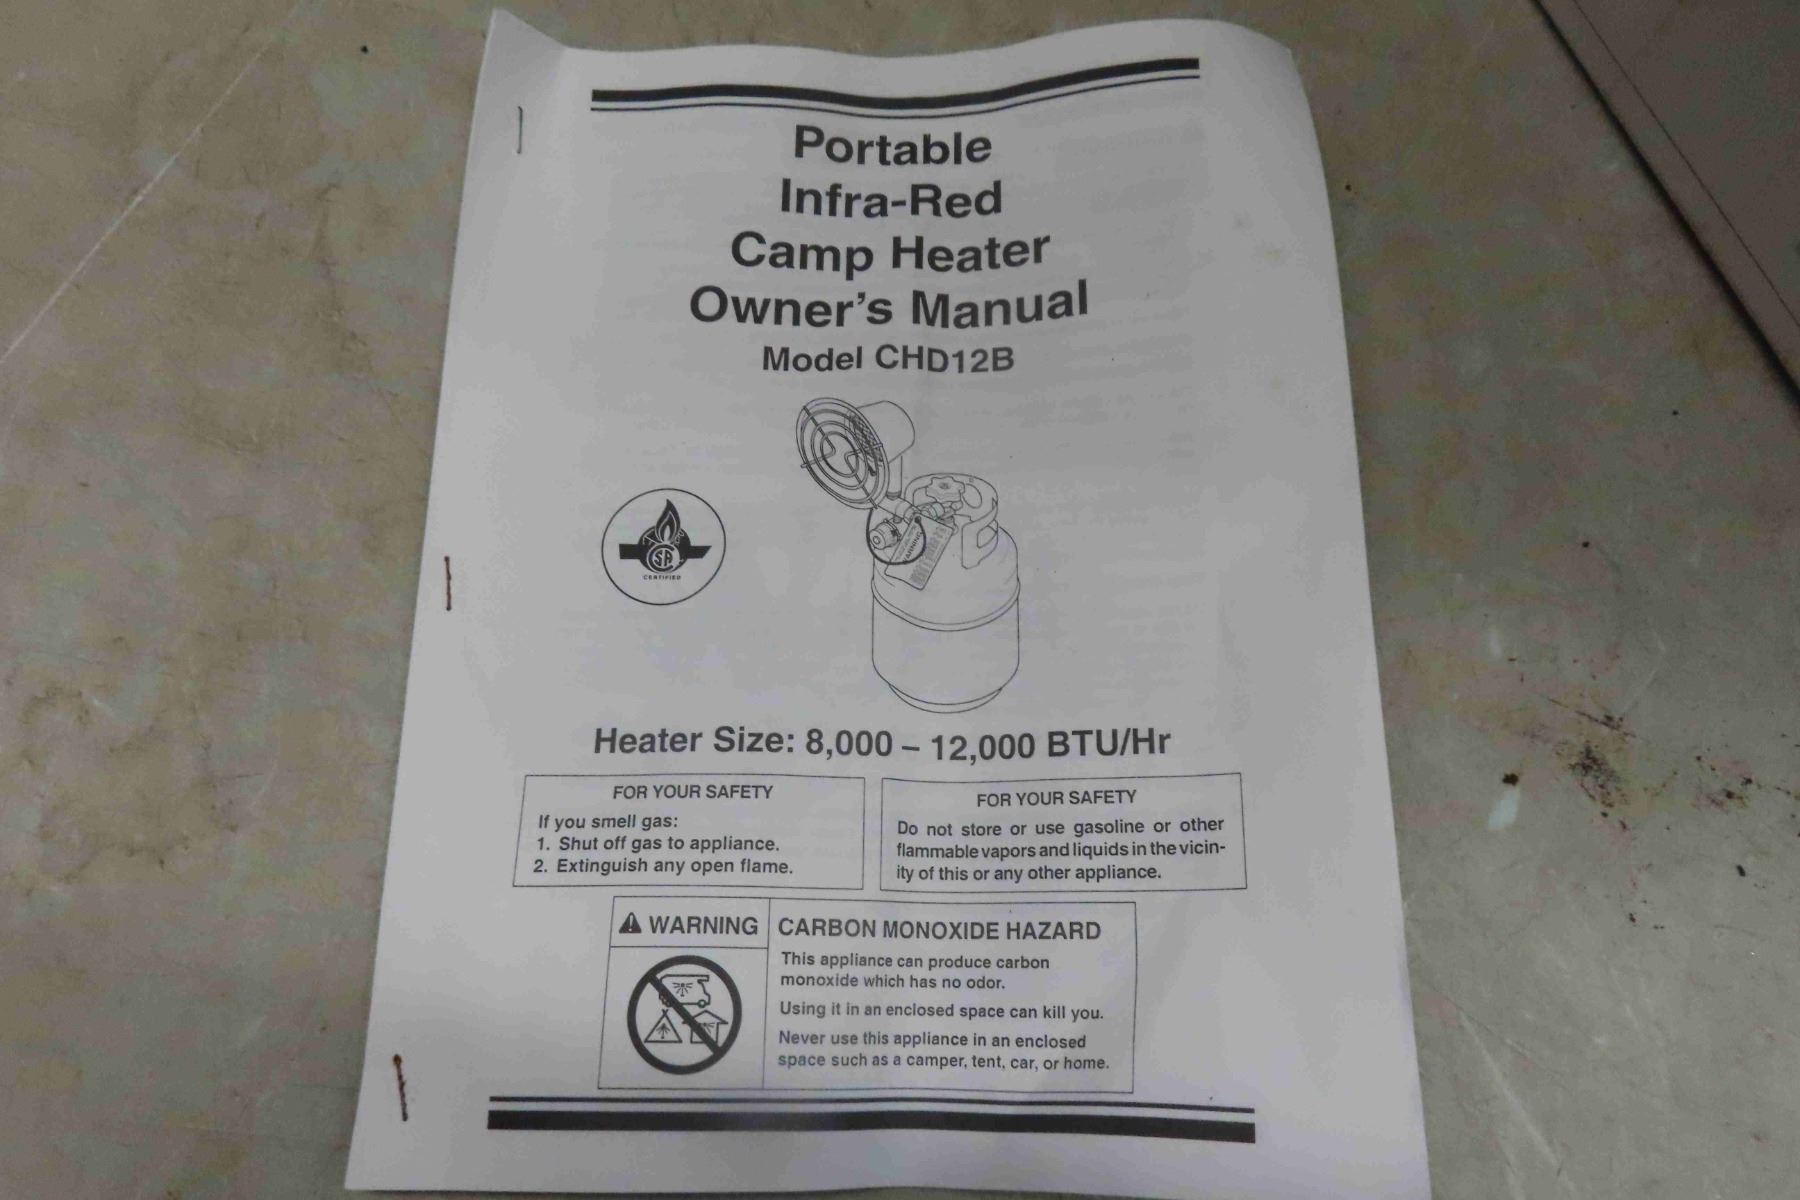 Portable
Infra-Red
Camp Heater
Owner's Manual
Model CHD12B
WARNING
CERTIFIED
Heater Size: 8,000 – 12,000 BTU/Hr
FOR YOUR SAFETY
If you smell gas:
1. Shut off gas to appliance.
2. Extinguish any open flame.
FOR YOUR SAFETY
Do not store or use gasoline or other
flammable vapors and liquids in the vicin-
ity of this or any other appliance.
WARNING
CARBON MONOXIDE HAZARD
This appliance can produce carbon
monoxide which has no odor.
Using it in an enclosed space can kill you.
Never use this appliance in an enclosed
space such as a camper, tent, car, or home.